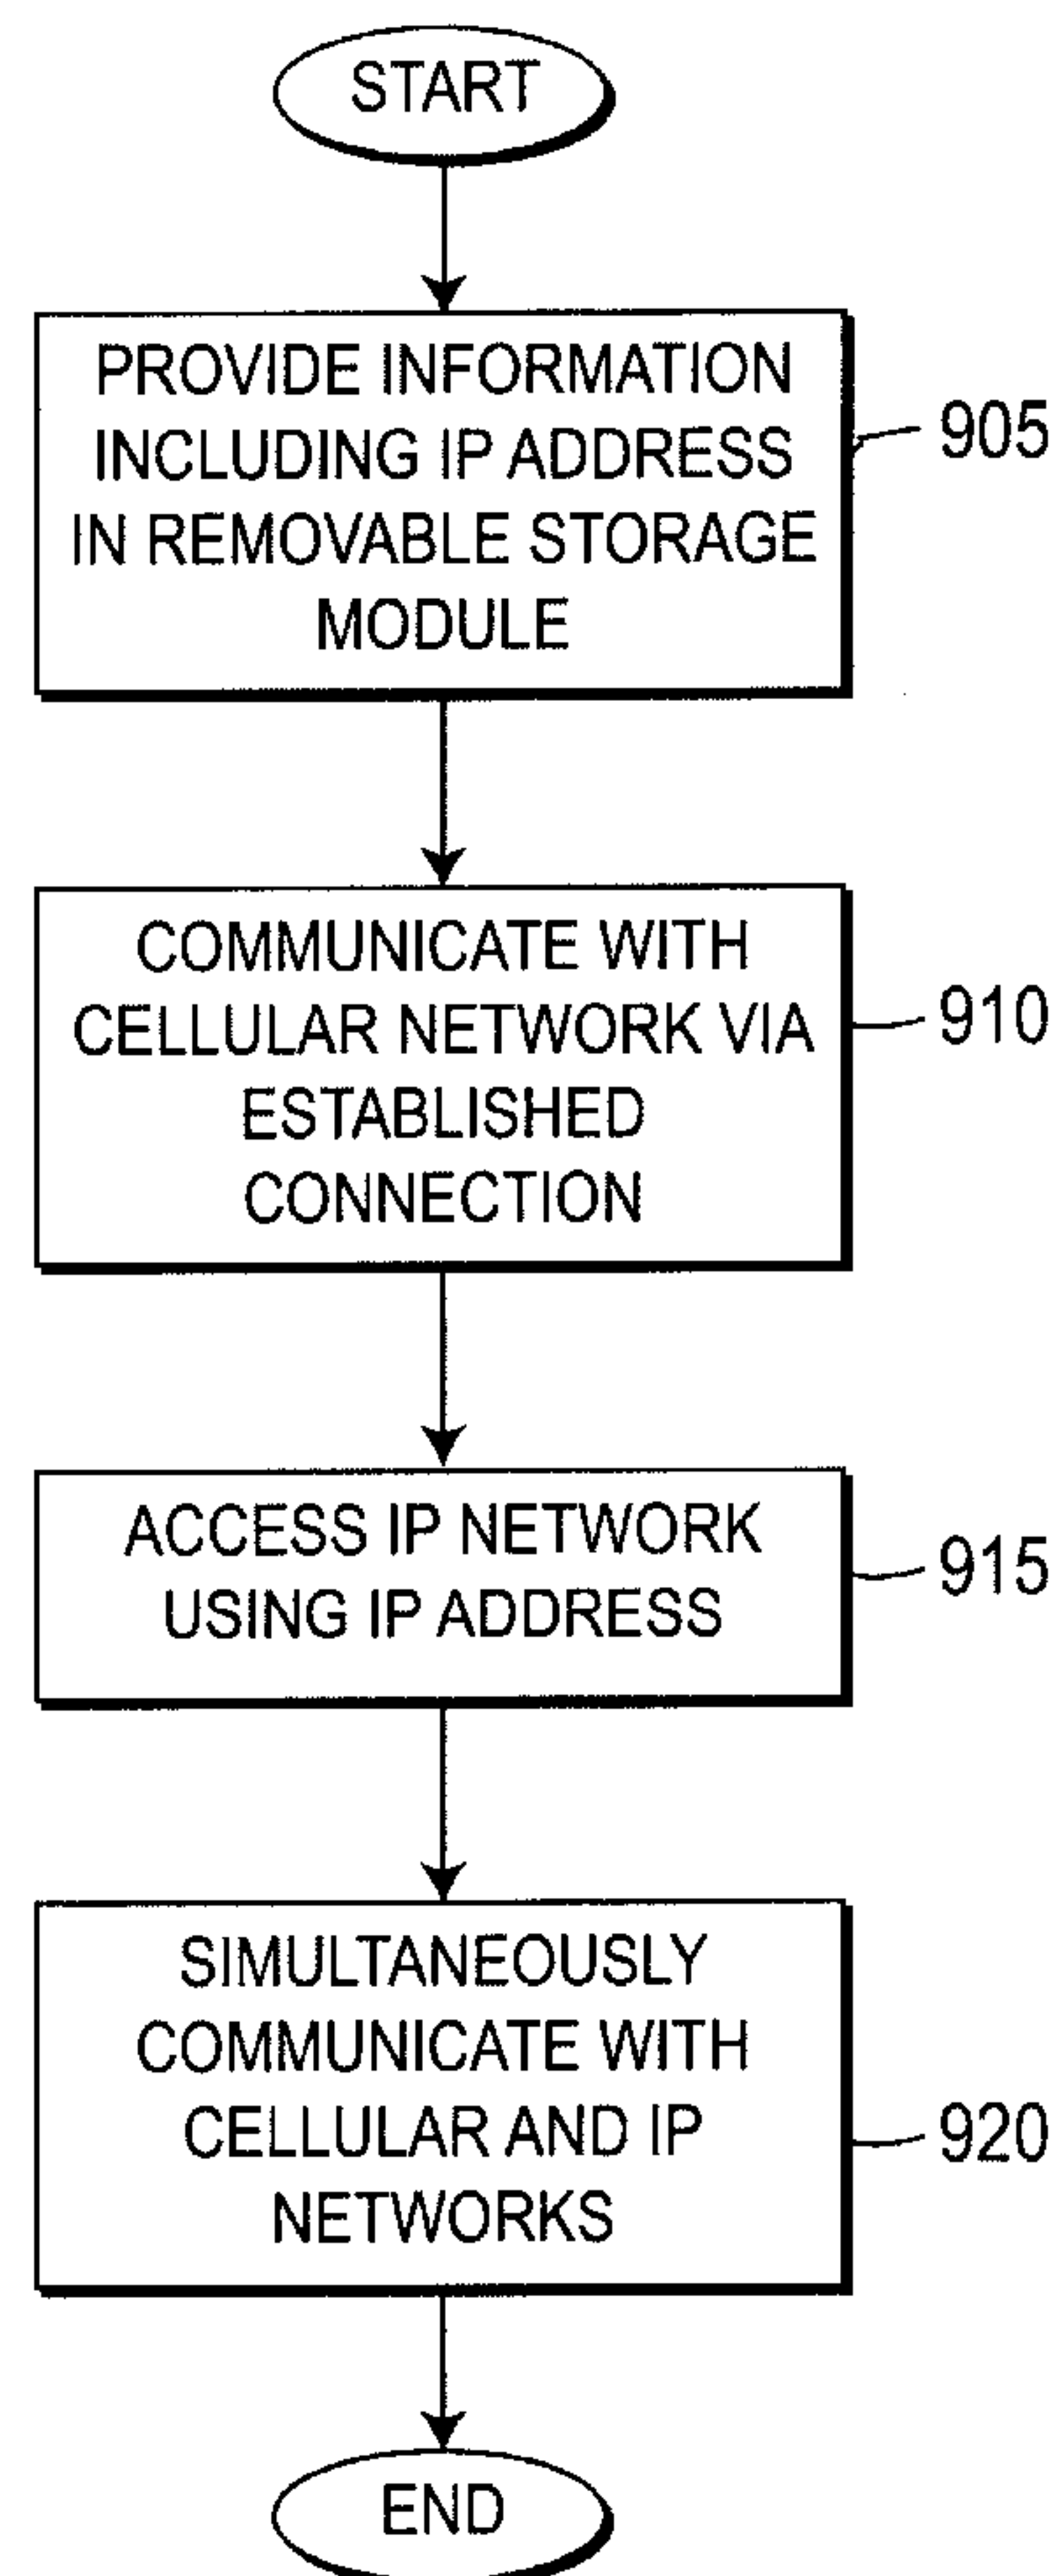 START
PROVIDE INFORMATION
INCLUDING IP ADDRESS
IN REMOVABLE STORAGE
MODULE
905
COMMUNICATE WITH
CELLULAR NETWORK VIA
ESTABLISHED
CONNECTION
910
ACCESS IP NETWORK
USING IP ADDRESS
915
SIMULTANEOUSLY
COMMUNICATE WITH
CELLULAR AND IP
NETWORKS
920
END